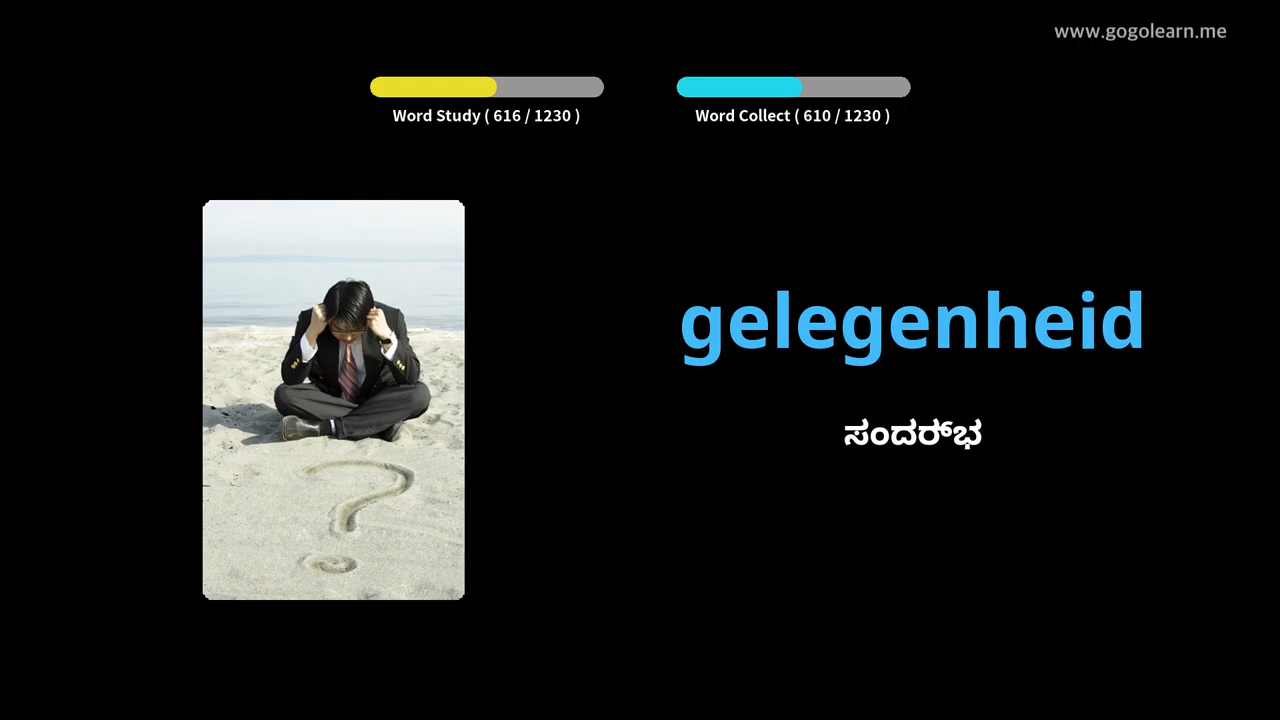 www.gogolearn.me
Word Study ( 616 / 1230 )
Word Collect ( 610 / 1230 )
gelegenheid
ಸಂದರ್ಭ
?